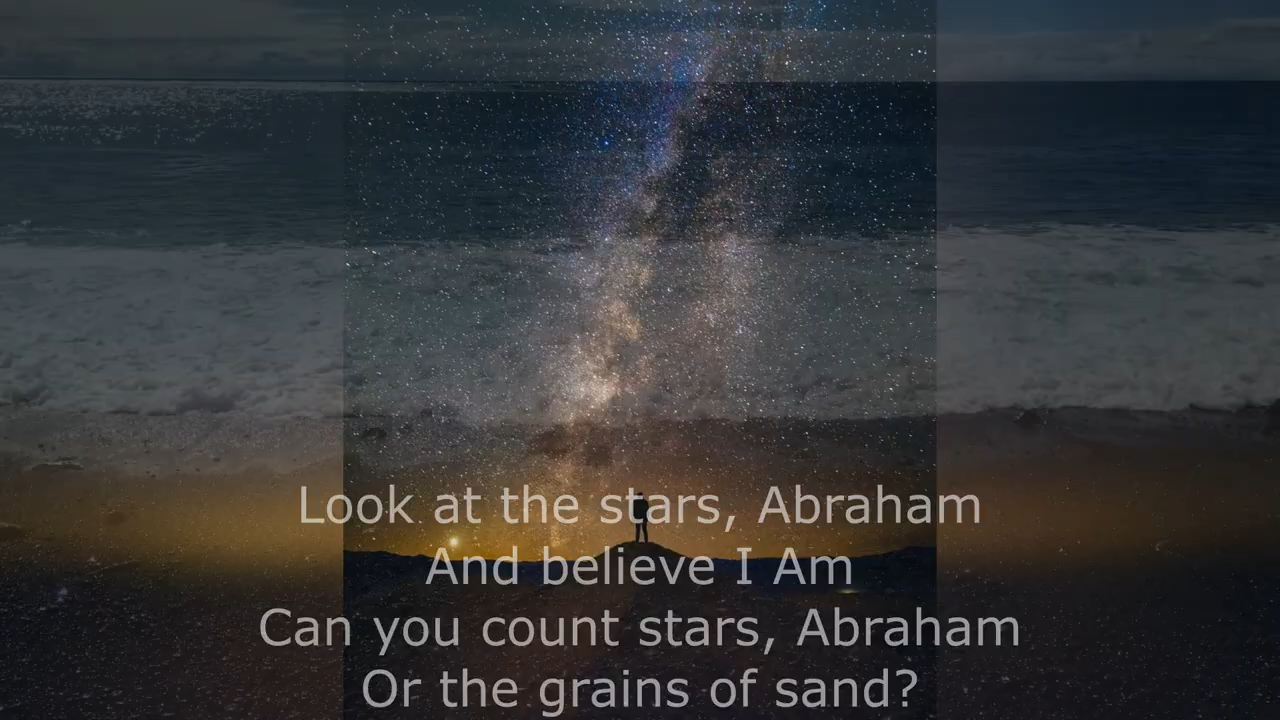 Look at the stars, Abraham
And believe I Am
Can you count stars, Abraham
Or the grains of sand?